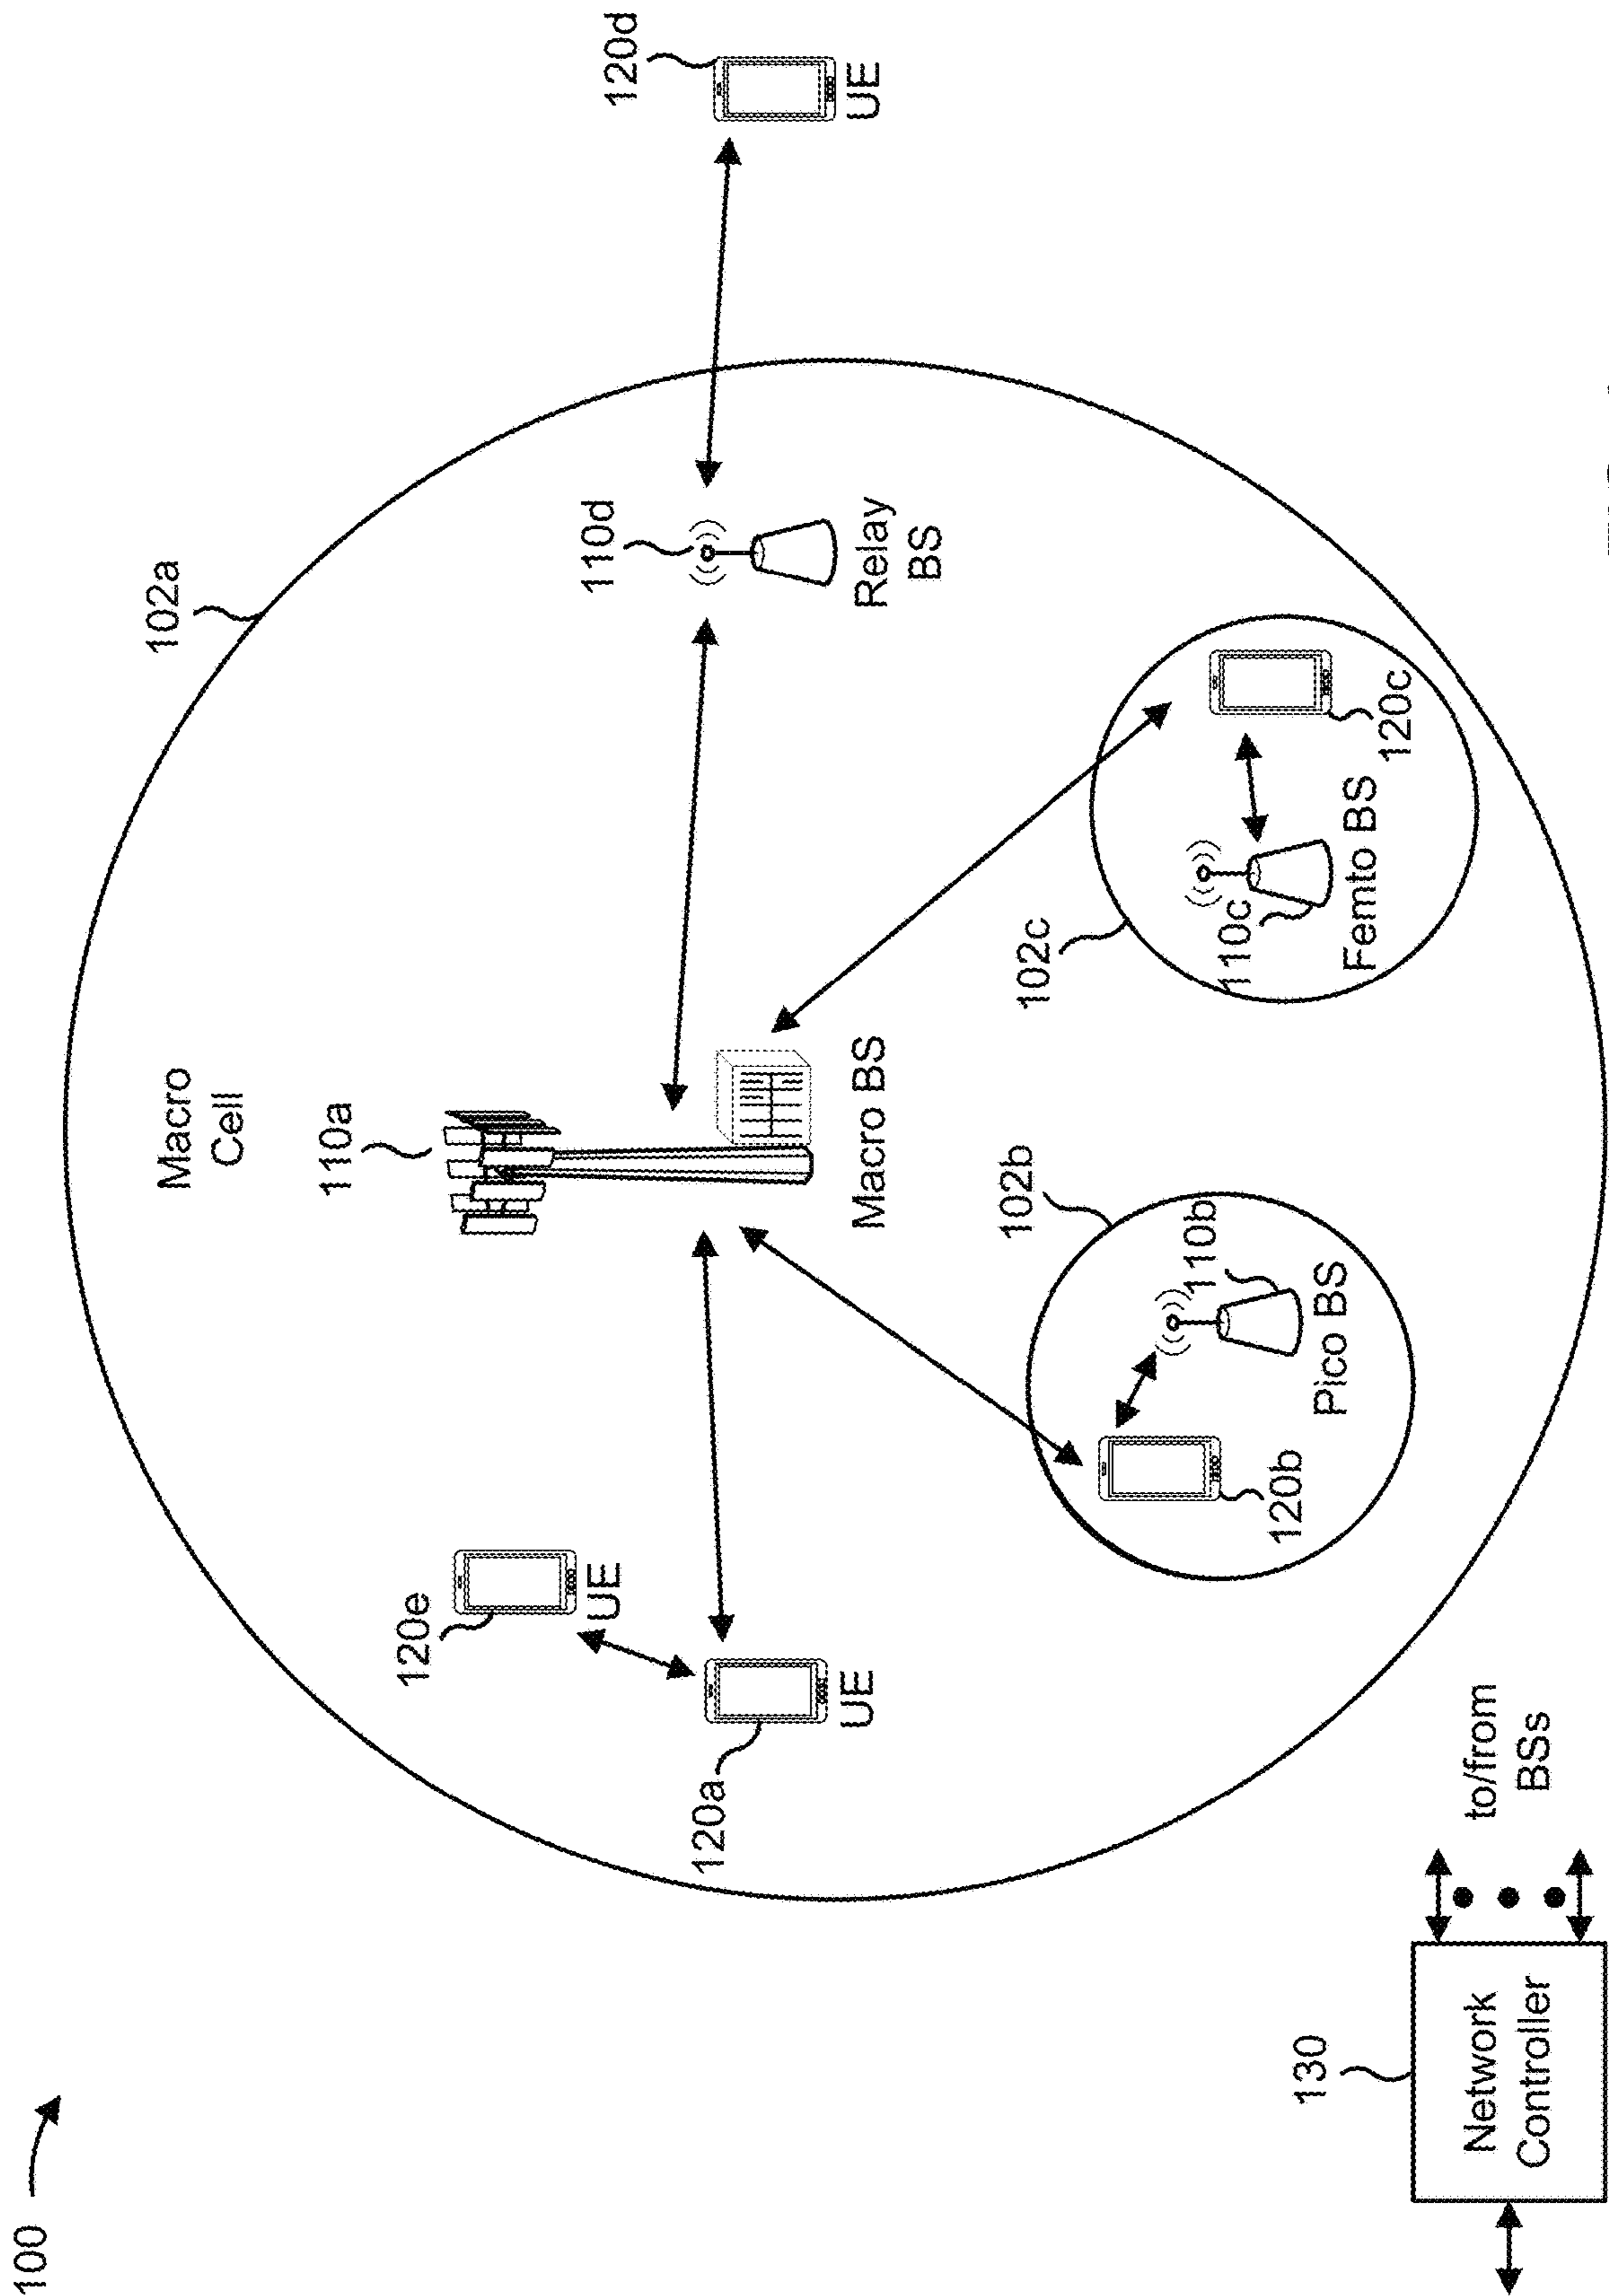 100
102a
Macro
Cell
110a
120d
UE
110d
Relay
BS
120e
UE
120a
UE
Macro BS
102b
110b
Pico BS
120b
102c
110c
Femto BS
120c
130
Network
Controller
to/from
BSs